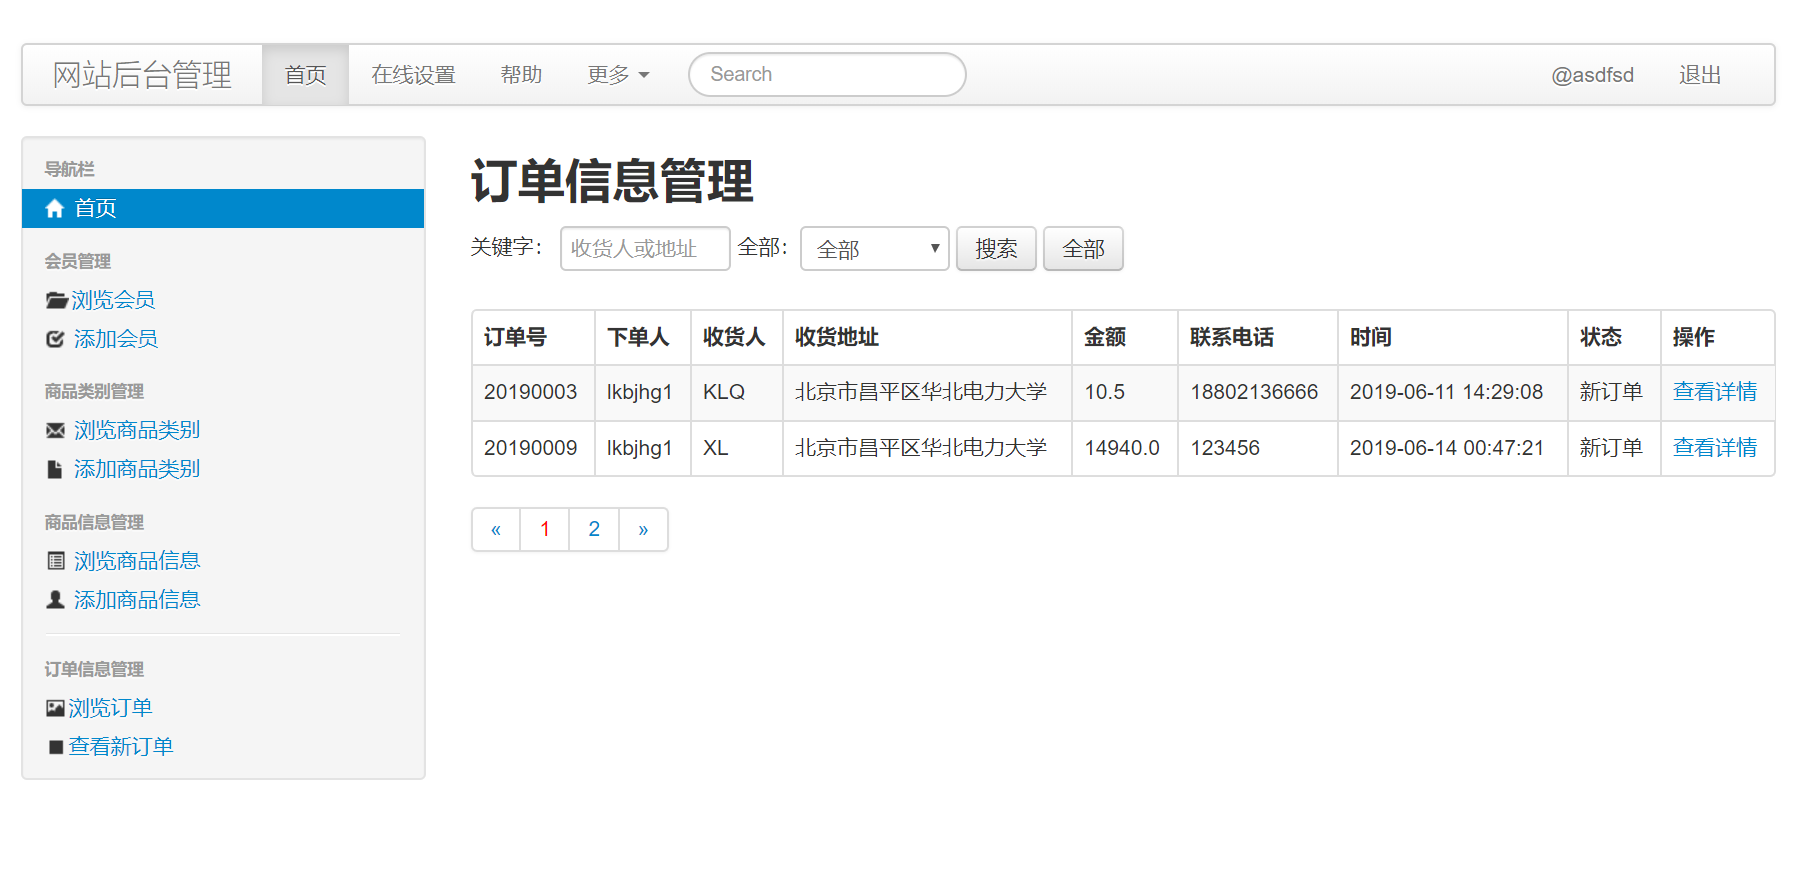 网站后台管理 首页 在线设置 帮助 更多 Search @asdfsd 退出
导航栏
首页
会员管理
浏览会员
添加会员
商品类别管理
浏览商品类别
添加商品类别
商品信息管理
浏览商品信息
添加商品信息
订单信息管理
浏览订单
查看新订单
订单信息管理
关键字： 收货人或地址 全部： 全部 搜索 全部
订单号 下单人 收货人 收货地址 金额 联系电话 时间 状态 操作
20190003 lkbjhg1 KLQ 北京市昌平区华北电力大学 10.5 18802136666 2019-06-11 14:29:08 新订单 查看详情
20190009 lkbjhg1 XL 北京市昌平区华北电力大学 14940.0 123456 2019-06-14 00:47:21 新订单 查看详情
« 1 2 »